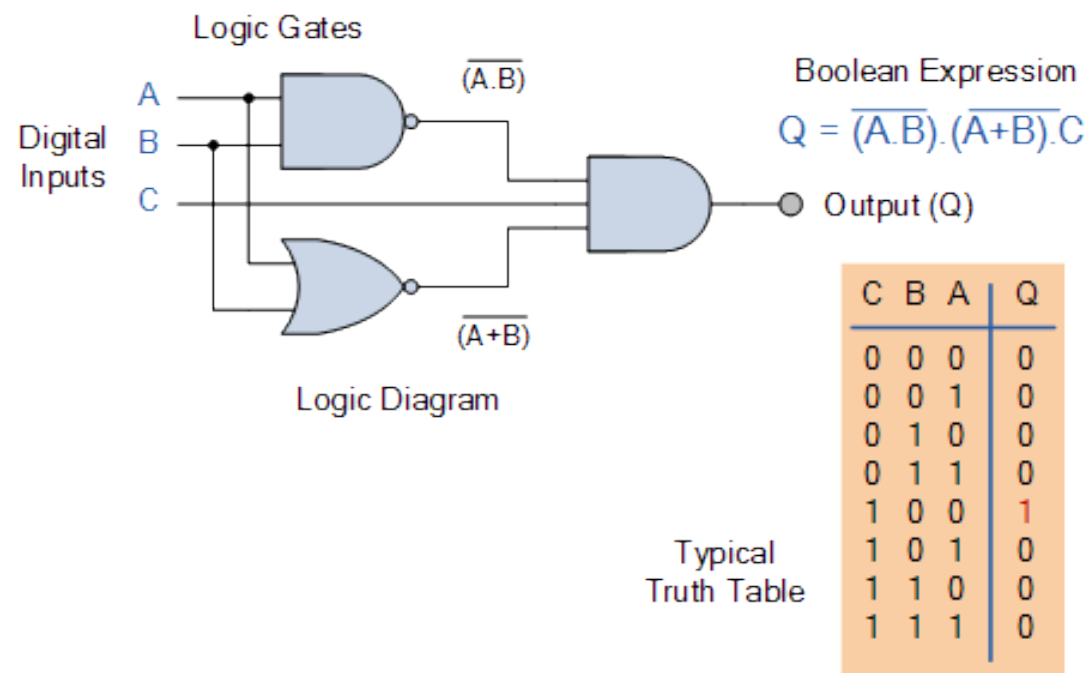 Logic Gates
A
B
C
Digital
Inputs
(A̅.̅B̅)
(A̅+̅B̅)
Logic Diagram
Boolean Expression
Q = (A̅.̅B̅).(A̅+̅B̅).C
Output (Q)
C B A Q
0 0 0 0
0 0 1 0
0 1 0 0
0 1 1 0
1 0 0 1
1 0 1 0
1 1 0 0
1 1 1 0
Typical
Truth Table